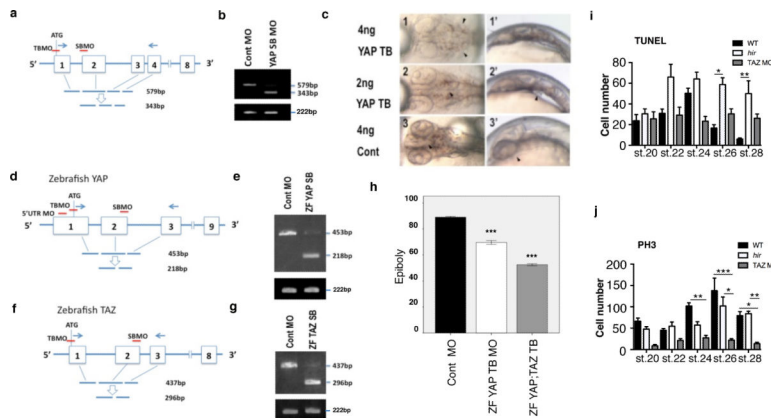 a
ATG
TBMO
SBMO
5' 1 2 3 4 8 3'
579bp
343bp
b
Cont MO
YAP SB MO
579bp
343bp
222bp
c
4ng
YAP TB
1 1'
2ng
YAP TB
2 2'
4ng
Cont
3 3'
d
Zebrafish YAP
ATG
TBMO
5'UTR MO
SBMO
5' 1 2 3 9 3'
453bp
218bp
e
Cont MO
ZF YAP SB
453bp
218bp
222bp
f
Zebrafish TAZ
ATG
TBMO
SBMO
5' 1 2 3 8 3'
437bp
296bp
g
Cont MO
ZF TAZ SB
437bp
296bp
222bp
h
Epiboly
100
80
60
40
20
0
***
***
Cont MO
ZF YAP TB MO
ZF YAP;TAZ TB
i
TUNEL
WT
hir
TAZ MO
Cell number
80
60
40
20
0
*
**
st.20 st.22 st.24 st.26 st.28
j
PH3
WT
hir
TAZ M
Cell number
200
150
100
50
0
**
***
*
**
*
st.20 st.22 st.24 st.26 st.28